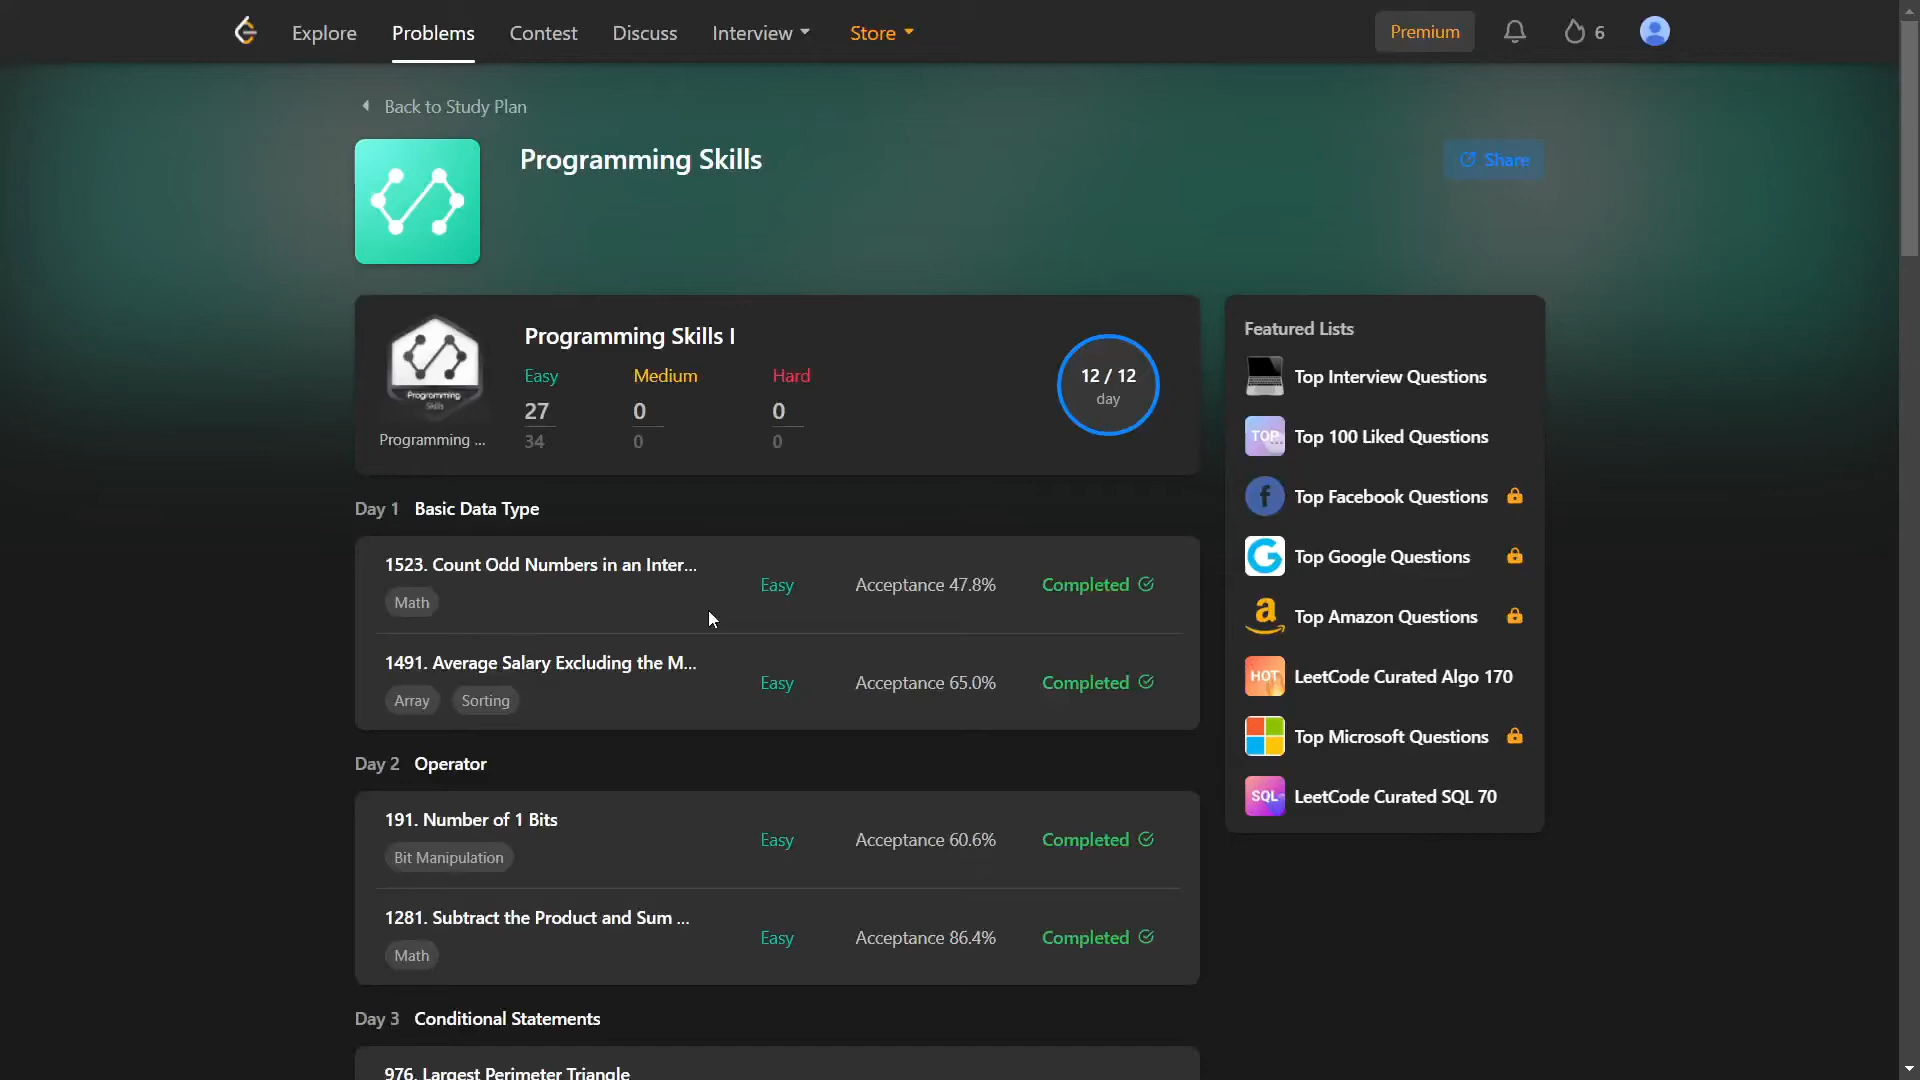 Explore
Problems
Contest
Discuss
Interview
Store
Premium
6
Back to Study Plan
Programming Skills
Share
Programming
Skills
Programming ...
Programming Skills I
Easy
Medium
Hard
27
0
0
34
0
0
12 / 12
day
Featured Lists
Top Interview Questions
TOP
Top 100 Liked Questions
f
Top Facebook Questions
G
Top Google Questions
a
Top Amazon Questions
HOT
LeetCode Curated Algo 170
Top Microsoft Questions
SQL
LeetCode Curated SQL 70
Day 1 Basic Data Type
1523. Count Odd Numbers in an Inter...
Math
Easy
Acceptance 47.8%
Completed
1491. Average Salary Excluding the M...
Array
Sorting
Easy
Acceptance 65.0%
Completed
Day 2 Operator
191. Number of 1 Bits
Bit Manipulation
Easy
Acceptance 60.6%
Completed
1281. Subtract the Product and Sum ...
Math
Easy
Acceptance 86.4%
Completed
Day 3 Conditional Statements
976. Largest Perimeter Triangle